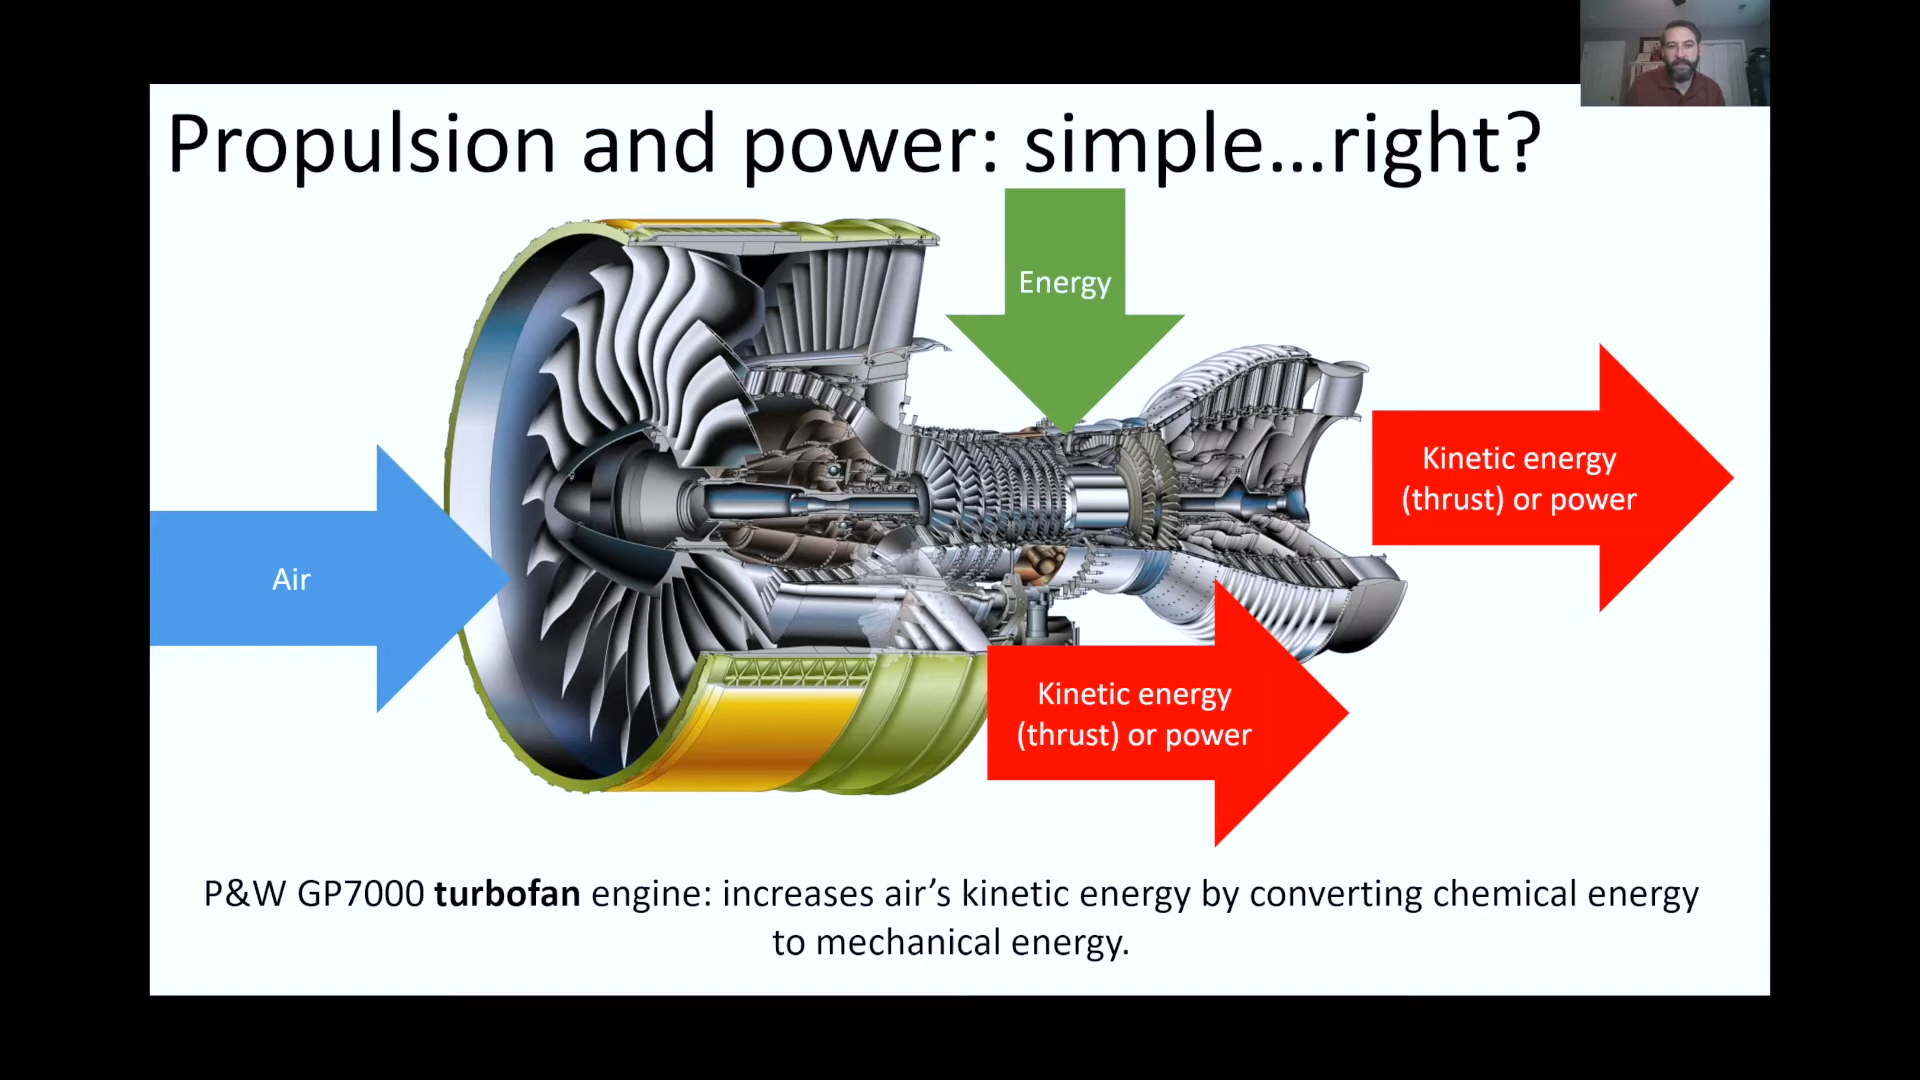 Propulsion and power: simple…right?
Energy
Kinetic energy
(thrust) or power
Air
Kinetic energy
(thrust) or power
P&W GP7000 turbofan engine: increases air’s kinetic energy by converting chemical energy
to mechanical energy.